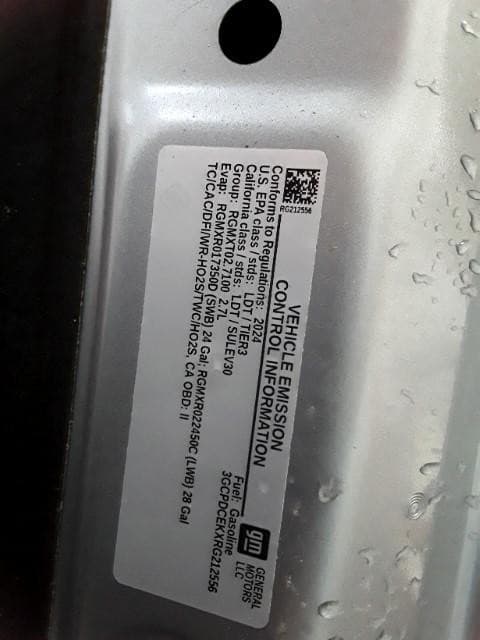 RG212556
VEHICLE EMISSION
CONTROL INFORMATION
gm
GENERAL
MOTORS
LLC
Conforms to Regulations: 2024
U.S. EPA class / stds: LDT / TIER3
California class / stds: LDT / SULEV30
Group: RGMXT02.7100 2.7L
Evap: RGMXR017350D (SWB) 24 Gal; RGMXR022450C (LWB) 28 Gal
TC/CAC/DFI/WR-HO2S/TWC/HO2S, CA OBD: II
Fuel: Gasoline
3GCPDCEKXRG212556